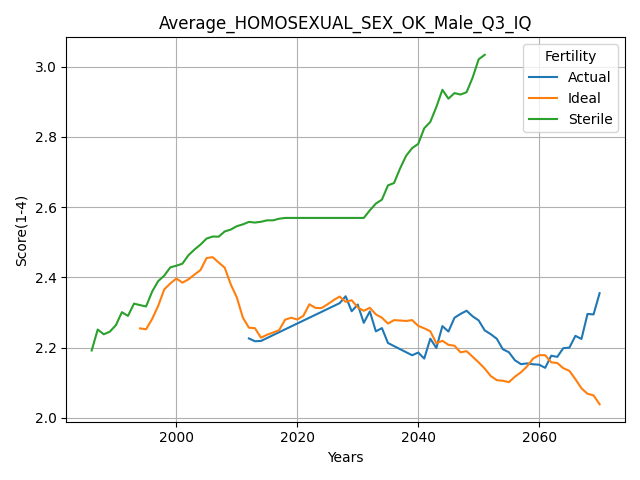 Average_HOMOSEXUAL_SEX_OK_Male_Q3_IQ
Fertility
Actual
Ideal
Sterile
Score(1-4)
3.0
2.8
2.6
2.4
2.2
2.0
2000 2020 2040 2060
Years